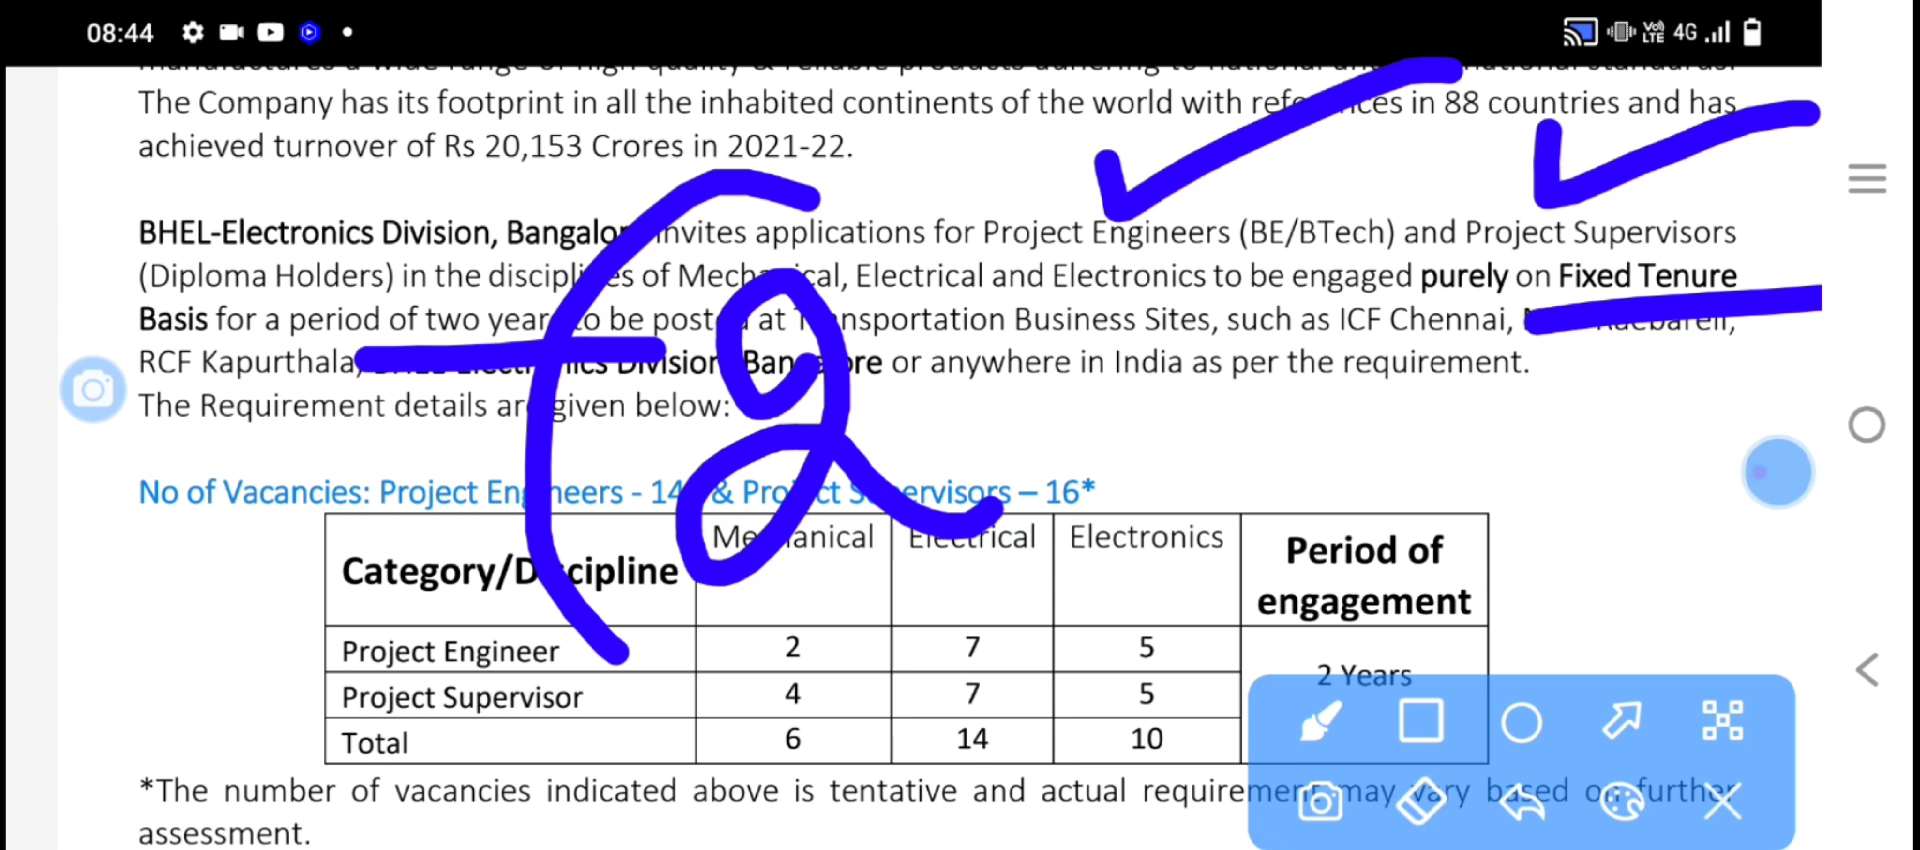 08:44 VoLTE 4G
The Company has its footprint in all the inhabited continents of the world with references in 88 countries and has
achieved turnover of Rs 20,153 Crores in 2021-22.
BHEL-Electronics Division, Bangalore invites applications for Project Engineers (BE/BTech) and Project Supervisors
(Diploma Holders) in the disciplines of Mechanical, Electrical and Electronics to be engaged purely on Fixed Tenure
Basis for a period of two years to be posted at Transportation Business Sites, such as ICF Chennai,
RCF Kapurthala, Division Bangalore or anywhere in India as per the requirement.
The Requirement details are given below:
No of Vacancies: Project Engineers - 14 & Project Supervisors – 16*
Category/Discipline Mechanical Electrical Electronics Period of engagement
Project Engineer 2 7 5 2 Years
Project Supervisor 4 7 5
Total 6 14 10
*The number of vacancies indicated above is tentative and actual requirement may vary based on further
assessment.
2